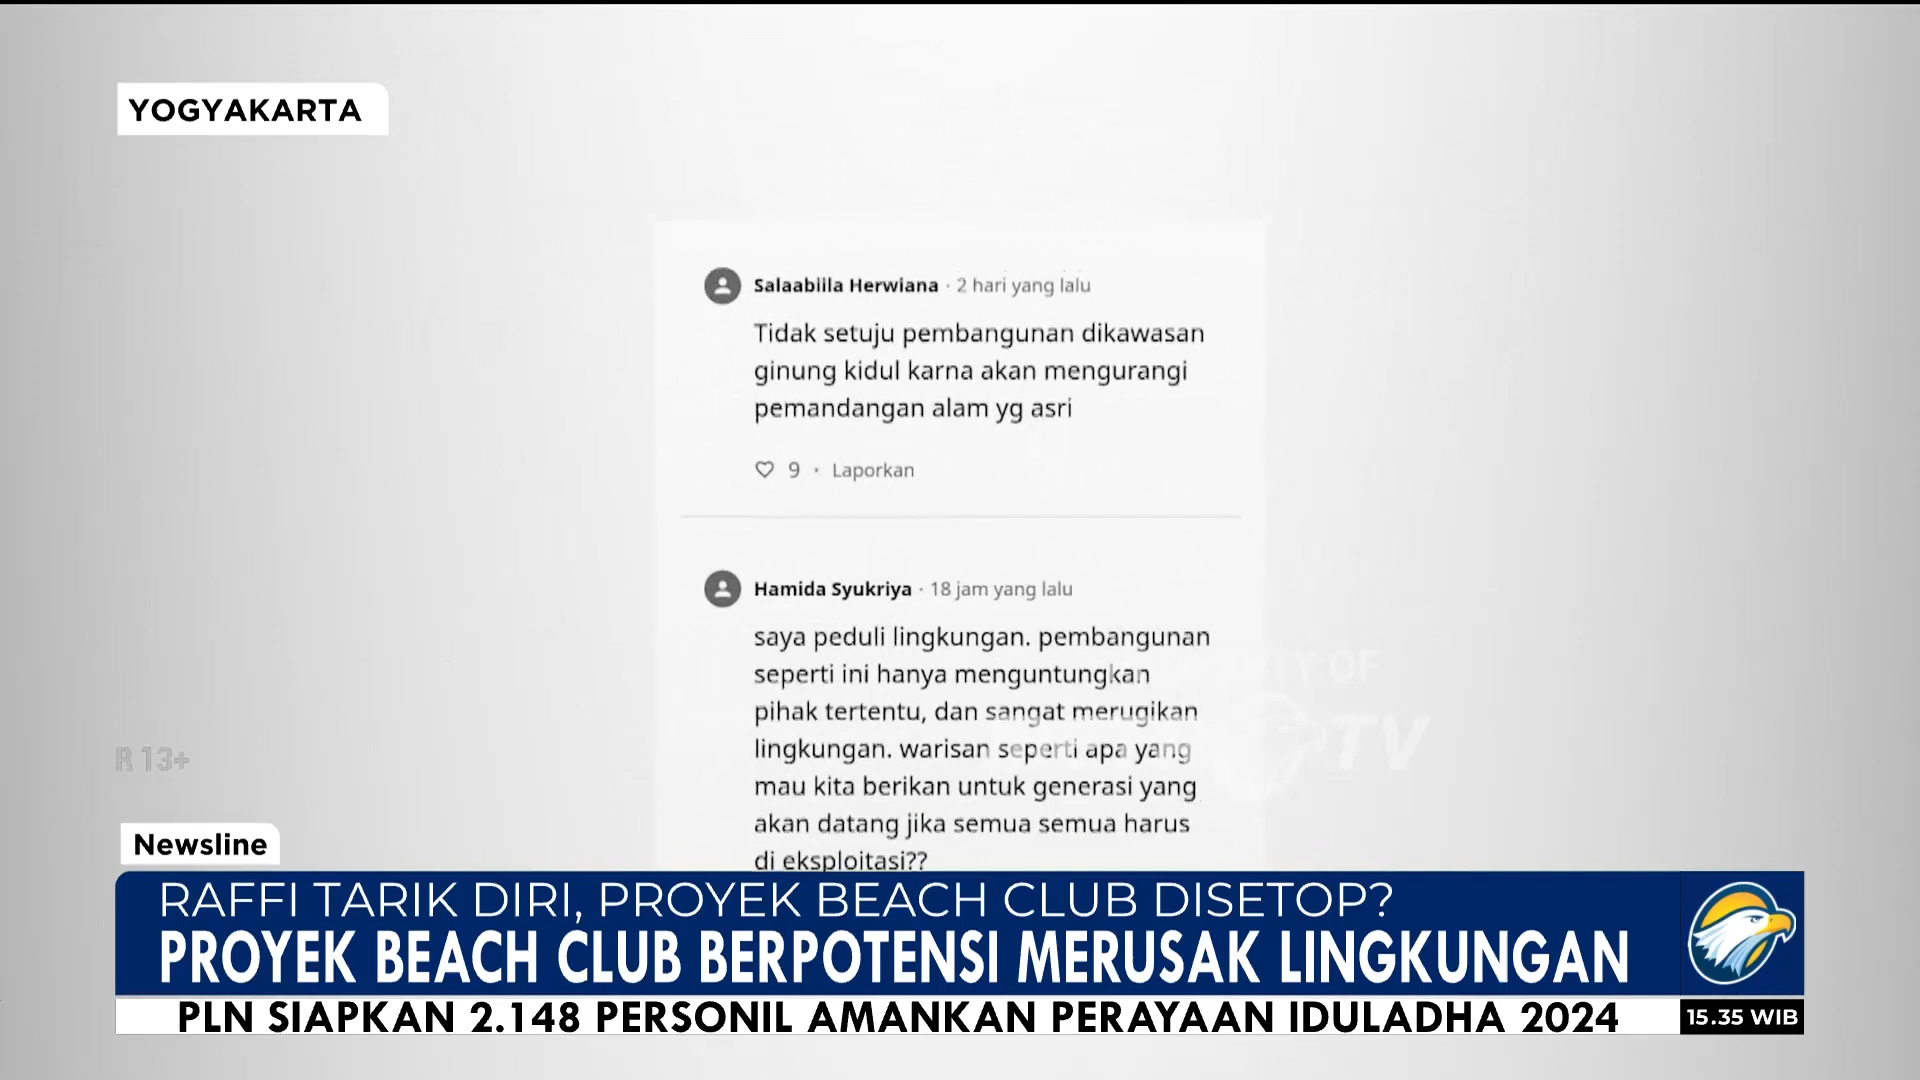 YOGYAKARTA
Salaabiila Herwiana · 2 hari yang lalu
Tidak setuju pembangunan dikawasan
ginung kidul karna akan mengurangi
pemandangan alam yg asri
9 · Laporkan
Hamida Syukriya · 18 jam yang lalu
saya peduli lingkungan. pembangunan
seperti ini hanya menguntungkan
pihak tertentu, dan sangat merugikan
lingkungan. warisan seperti apa yang
mau kita berikan untuk generasi yang
akan datang jika semua semua harus
di eksploitasi??
OF
TV
R 13+
Newsline
RAFFI TARIK DIRI, PROYEK BEACH CLUB DISETOP?
PROYEK BEACH CLUB BERPOTENSI MERUSAK LINGKUNGAN
PLN SIAPKAN 2.148 PERSONIL AMANKAN PERAYAAN IDULADHA 2024
15.35 WIB